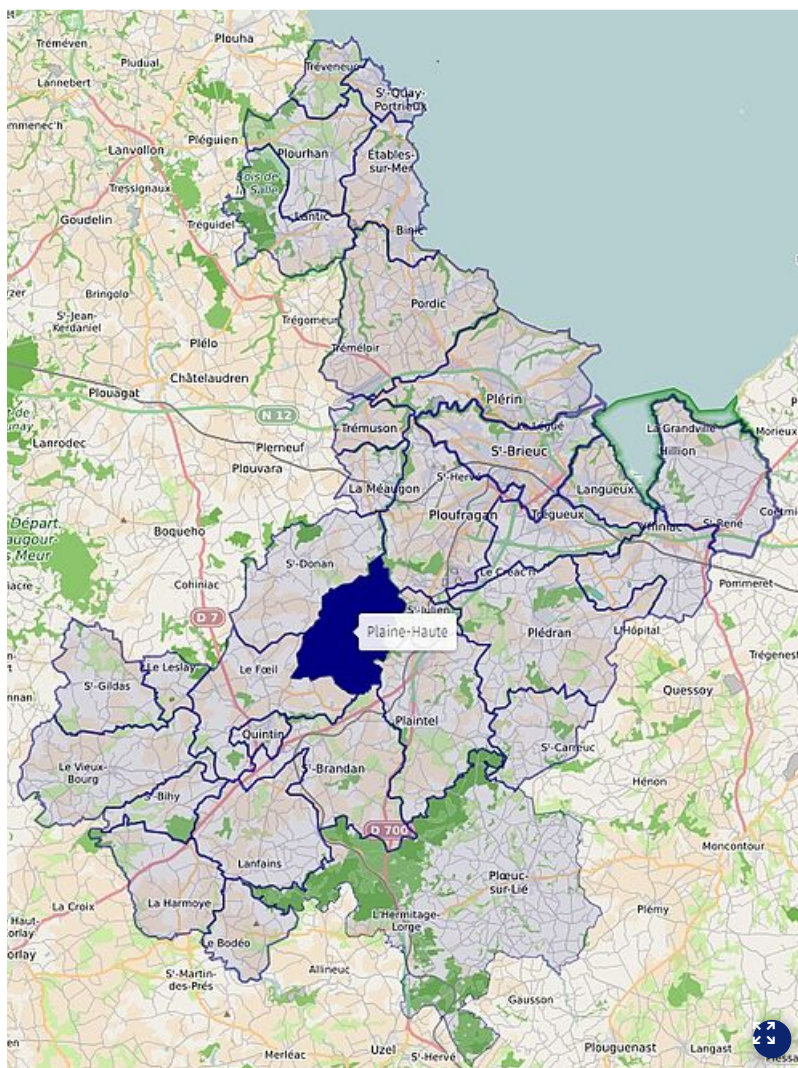 Tréméven
Plouha
Pludual
Tréveneuc
Lannebert
Sᵗ-Quay-
Portrieux
Lanvollon
Pléguien
Plourhan
Étables-
sur-Mer
Tressignaux
Bois de
la Salle
Goudelin
Tréguidel
Lantic
Binic
Bringolo
Pordic
Sᵗ-Jean-
Kerdaniel
Trégomeur
Plélo
Tréméloir
Châtelaudren
Plouagat
N 12
Plérin
Trémuson
Le Légué
La Grandville
Morieux
Lanrodec
Plerneuf
Sᵗ-Brieuc
Hillion
Plouvara
La Méaugon
Sᵗ-Hervé
Langueux
Ploufragan
Trégueux
Yffiniac
Sᵗ-René
Boqueho
Sᵗ-Donan
Le Créac'h
Cohiniac
Pommeret
D 7
Sᵗ-Julien
Plaine-Haute
Plédran
L'Hôpital
Le Leslay
Le Fœil
Sᵗ-Gildas
Quessoy
Plaintel
Quintin
Sᵗ-Carreuc
Le Vieux-
Bourg
-Brandan
Hénon
Sᵗ-Bihy
D 700
Moncontour
Lanfains
Plœuc-
sur-Lié
La Croix
La Harmoye
Plémy
L'Hermitage-
Lorge
Le Bodéo
Allineuc
Sᵗ-Martin-
des-Prés
Gausson
Merléac
Uzel
Sᵗ-Hervé
Plouguenast
Langast